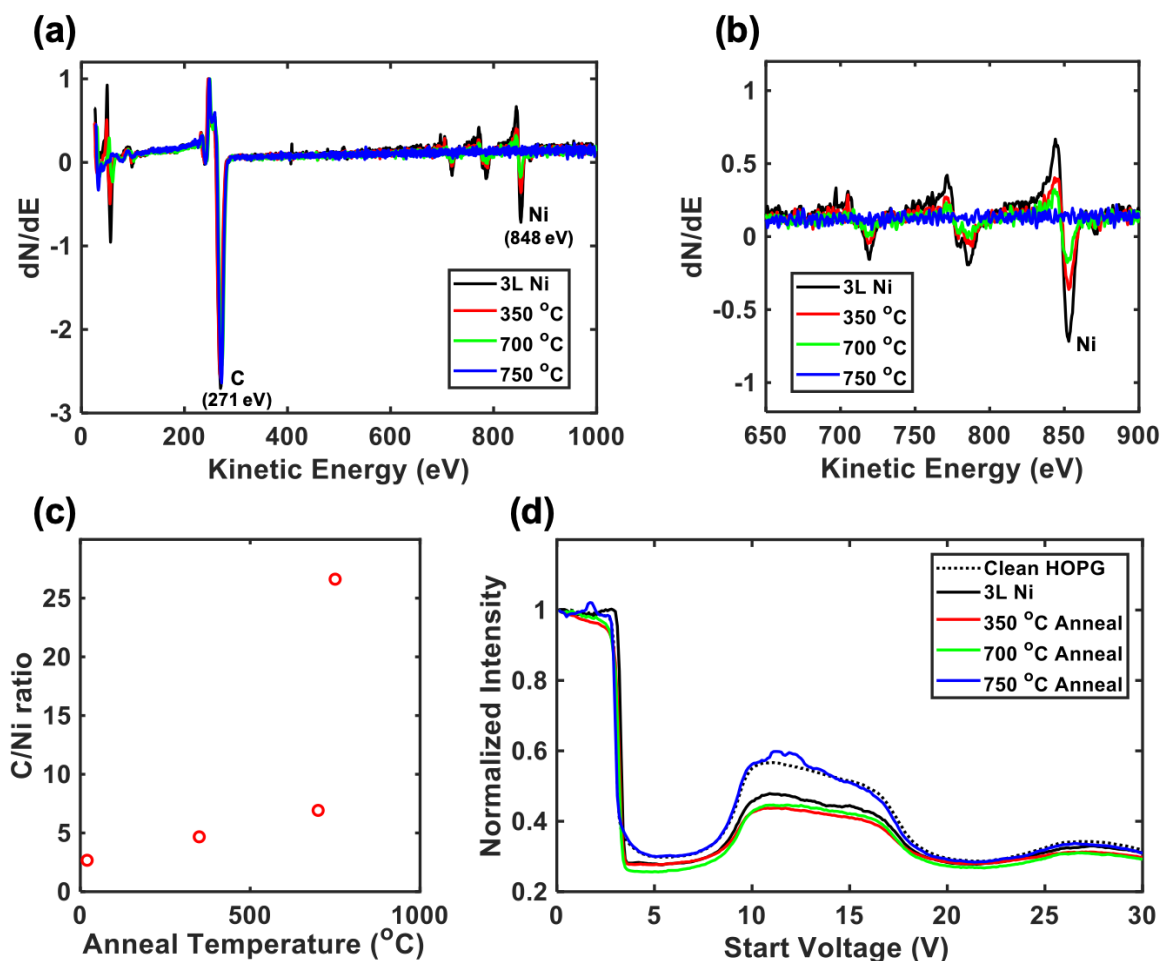 (a)
dN/dE
1
0
-1
-2
-3
0
200
400
600
800
1000
Kinetic Energy (eV)
C
(271 eV)
Ni
(848 eV)
3L Ni
350 °C
700 °C
750 °C
(b)
dN/dE
1
0.5
0
-0.5
-1
650
700
750
800
850
900
Kinetic Energy (eV)
Ni
3L Ni
350 °C
700 °C
750 °C
(c)
C/Ni ratio
25
20
15
10
5
0
0
500
1000
Anneal Temperature (°C)
(d)
Normalized Intensity
1
0.8
0.6
0.4
0.2
0
5
10
15
20
25
30
Start Voltage (V)
Clean HOPG
3L Ni
350 °C Anneal
700 °C Anneal
750 °C Anneal